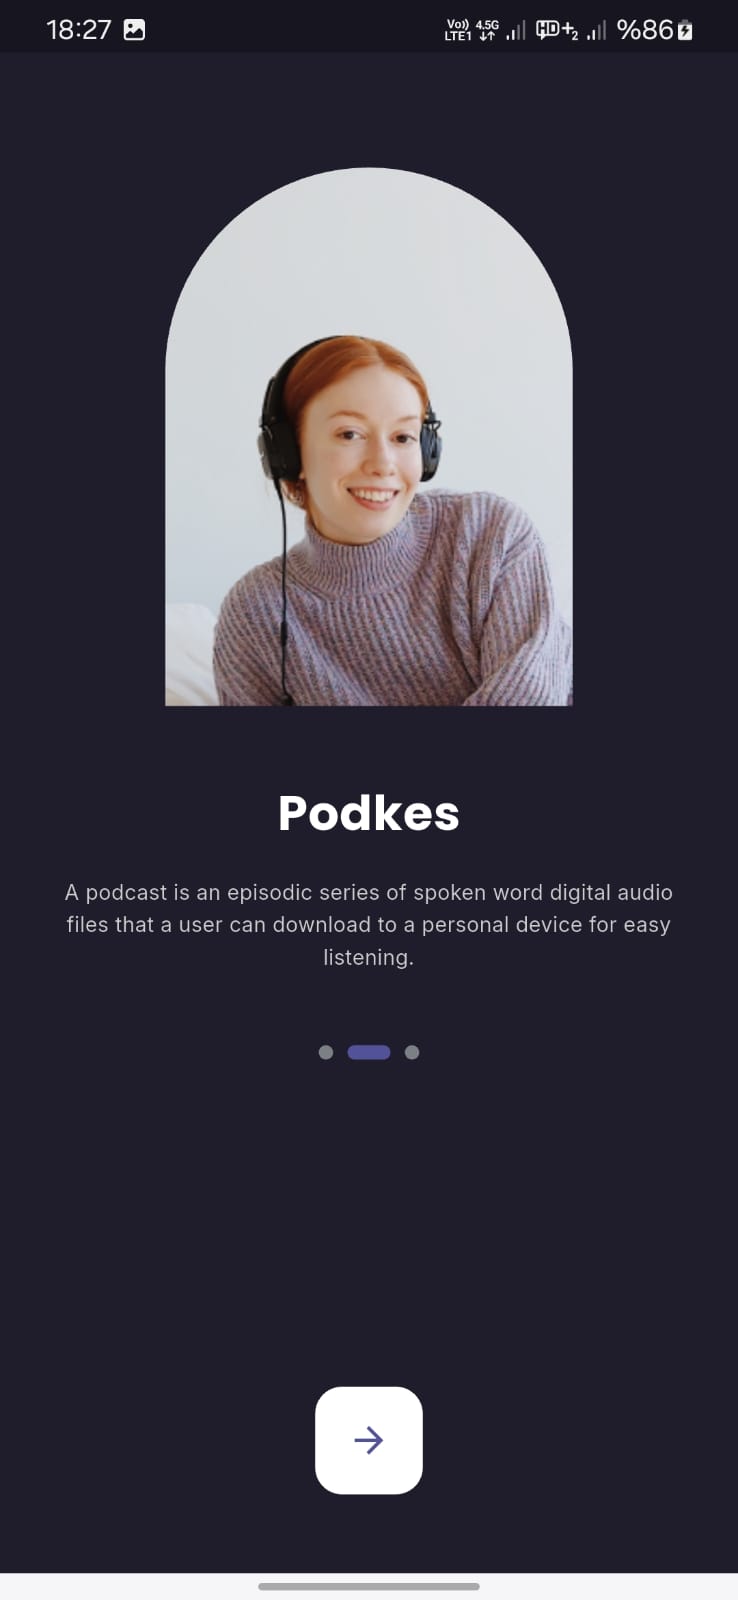 18:27 Vo)) LTE1 4.5G HD+2 %86
Podkes
A podcast is an episodic series of spoken word digital audio
files that a user can download to a personal device for easy
listening.